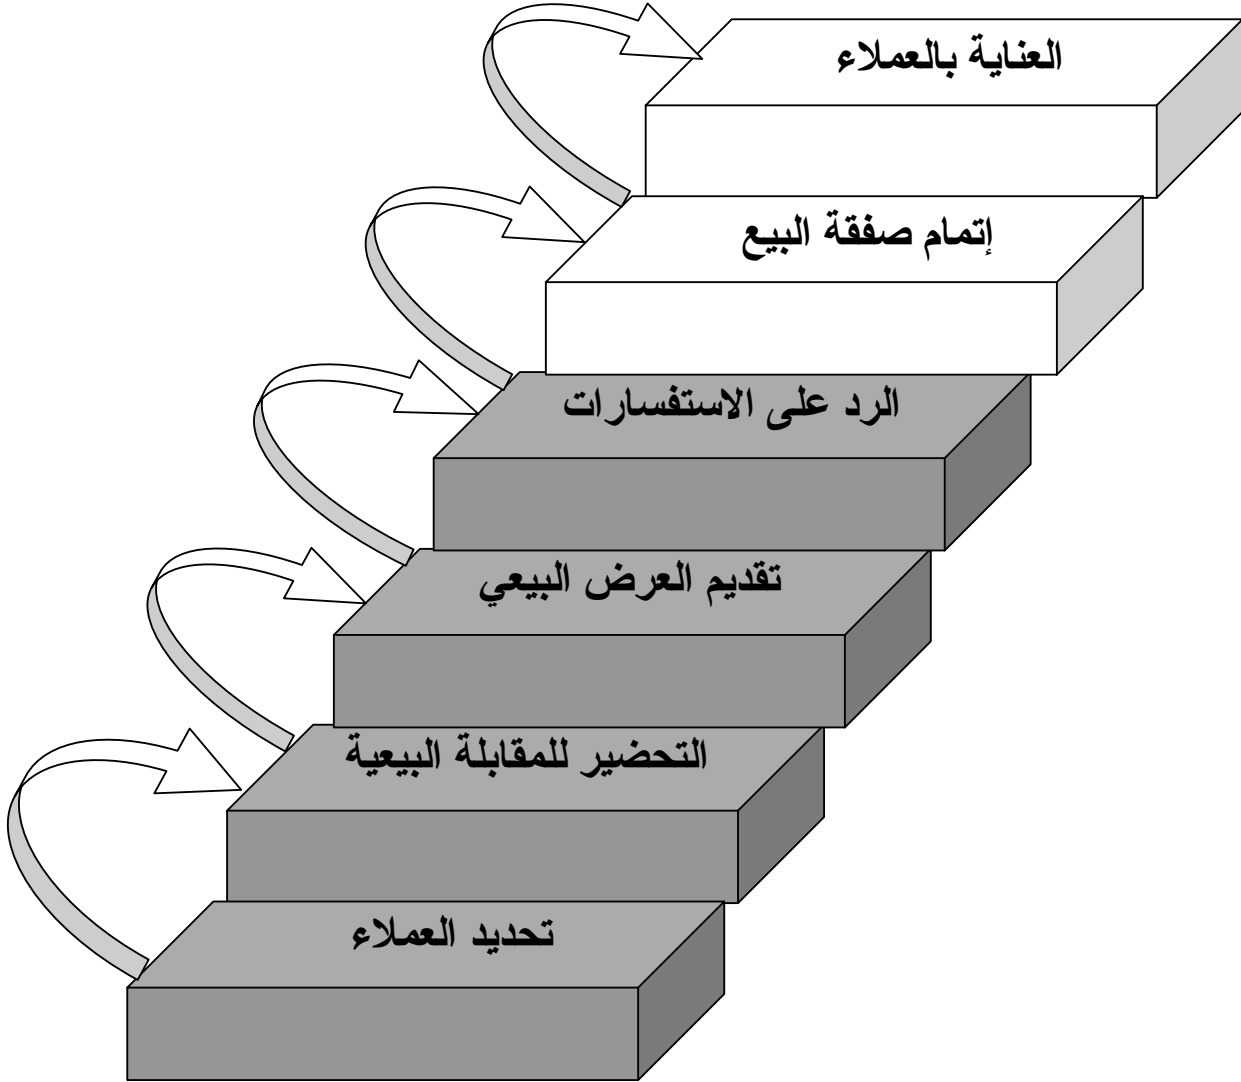 العناية بالعملاء
إتمام صفقة البيع
الرد على الاستفسارات
تقديم العرض البيعي
التحضير للمقابلة البيعية
تحديد العملاء